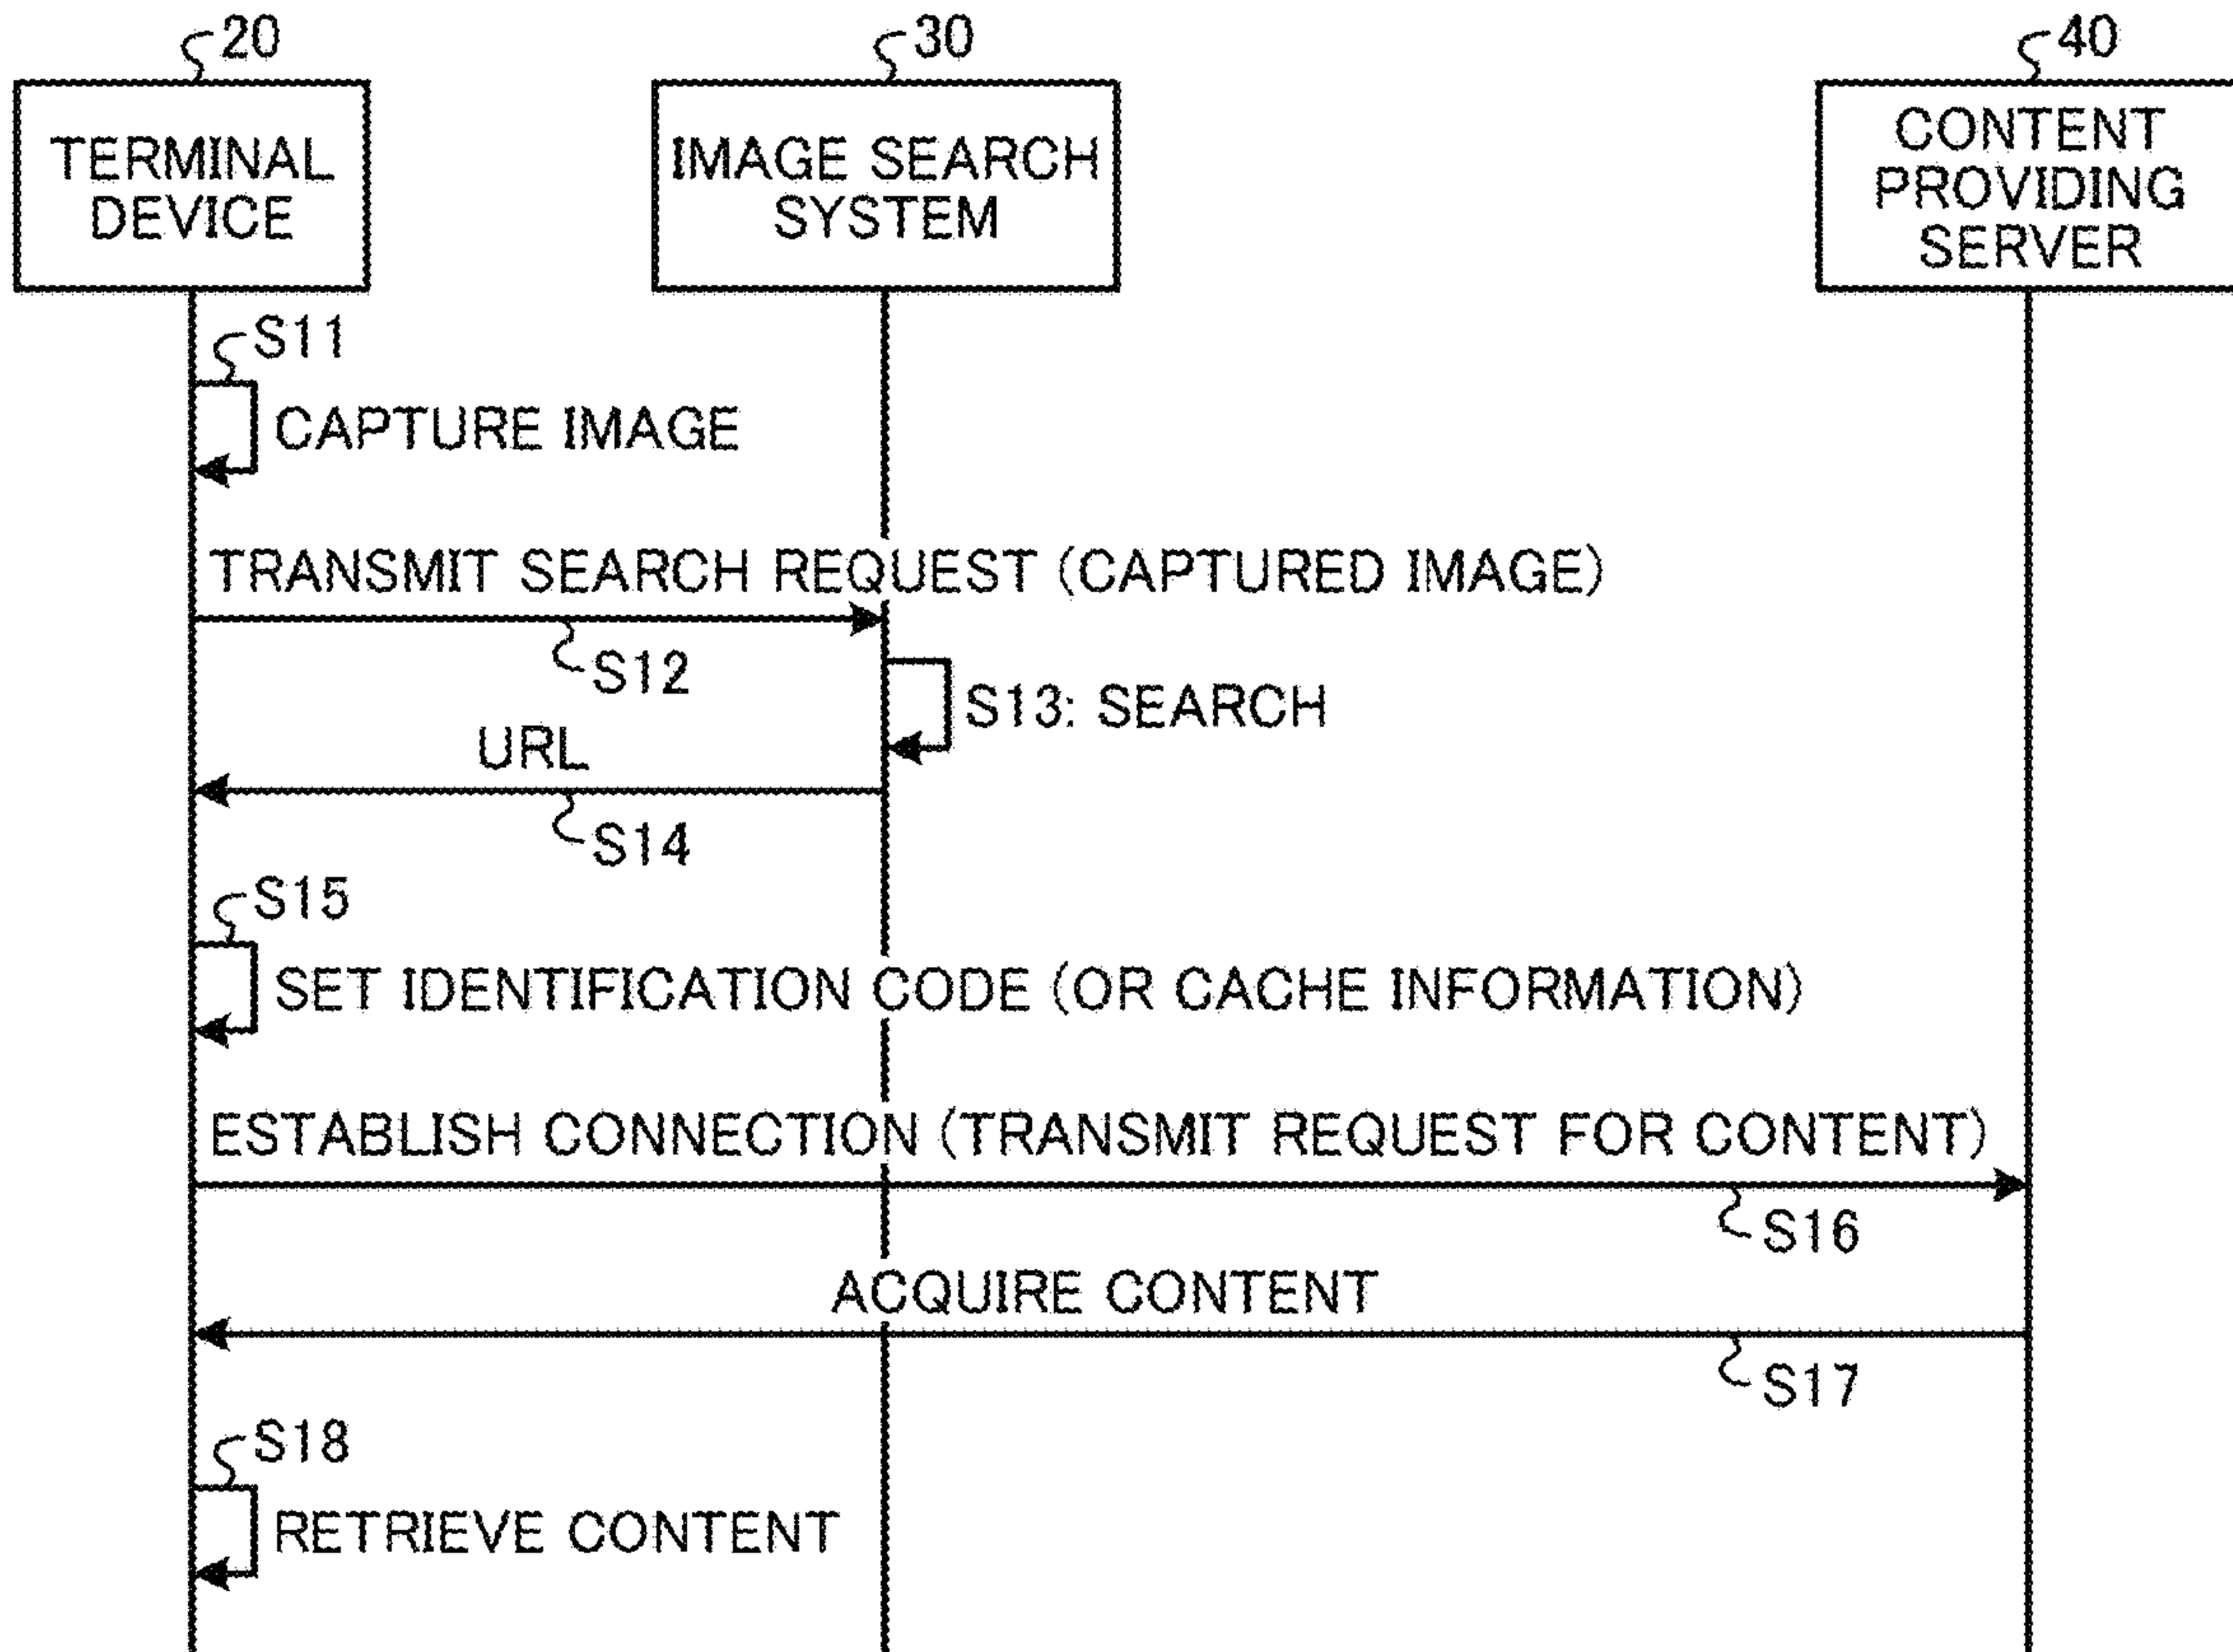 20
30
40
TERMINAL
DEVICE
IMAGE SEARCH
SYSTEM
CONTENT
PROVIDING
SERVER
S11
CAPTURE IMAGE
TRANSMIT SEARCH REQUEST (CAPTURED IMAGE)
S12
S13: SEARCH
URL
S14
S15
SET IDENTIFICATION CODE (OR CACHE INFORMATION)
ESTABLISH CONNECTION (TRANSMIT REQUEST FOR CONTENT)
S16
ACQUIRE CONTENT
S17
S18
RETRIEVE CONTENT